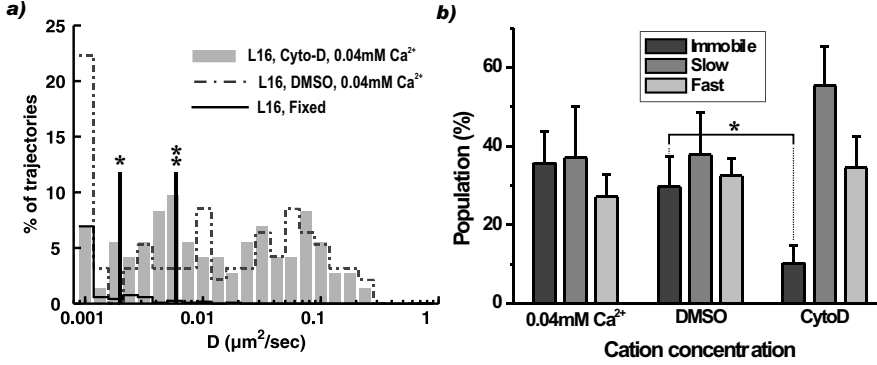 a)
L16, Cyto-D, 0.04mM Ca²⁺
L16, DMSO, 0.04mM Ca²⁺
L16, Fixed
*
**
% of trajectories
25
20
15
10
5
0
0.001
0.01
0.1
1
D (µm²/sec)
b)
Immobile
Slow
Fast
*
Population (%)
60
40
20
0
0.04mM Ca²⁺
DMSO
CytoD
Cation concentration